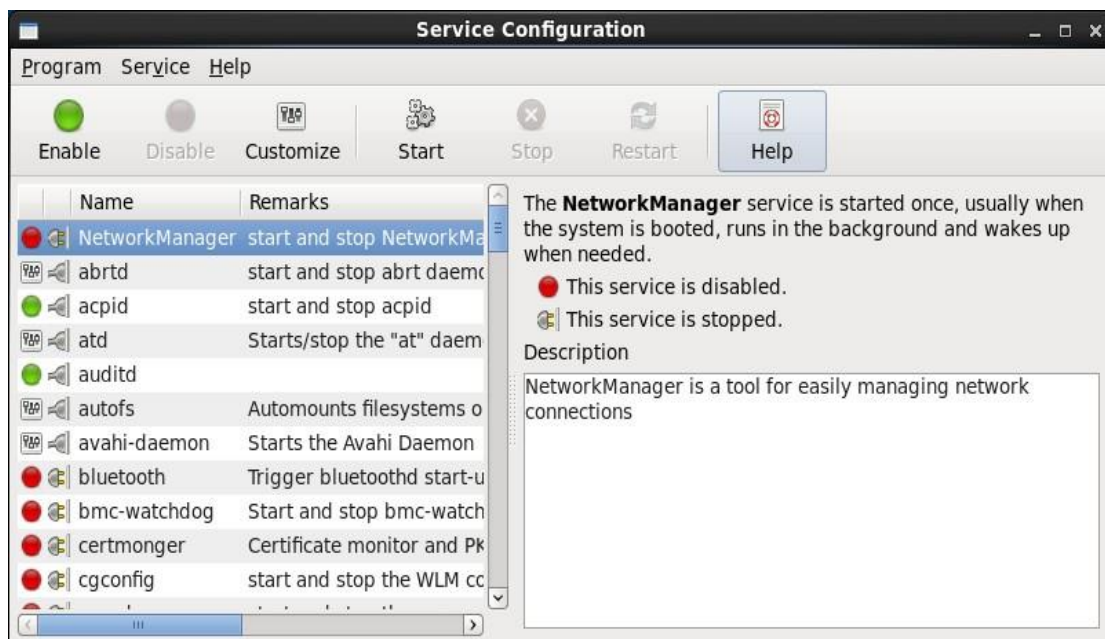 Service Configuration
Program Service Help
Enable Disable Customize Start Stop Restart Help
Name Remarks
NetworkManager start and stop NetworkMa
abrtd start and stop abrt daemo
acpid start and stop acpid
atd Starts/stop the "at" daem
auditd
autofs Automounts filesystems o
avahi-daemon Starts the Avahi Daemon
bluetooth Trigger bluetoothd start-u
bmc-watchdog Start and stop bmc-watch
certmonger Certificate monitor and PK
cgconfig start and stop the WLM co
The NetworkManager service is started once, usually when
the system is booted, runs in the background and wakes up
when needed.
This service is disabled.
This service is stopped.
Description
NetworkManager is a tool for easily managing network
connections